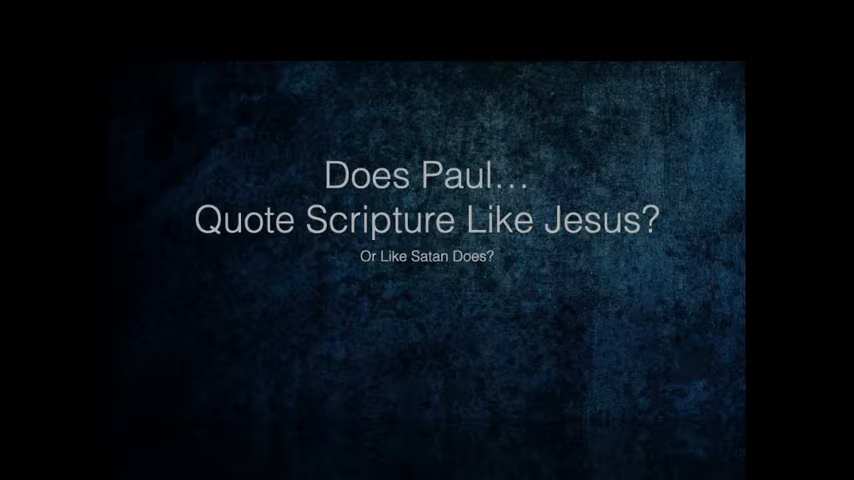 Does Paul…
Quote Scripture Like Jesus?
Or Like Satan Does?